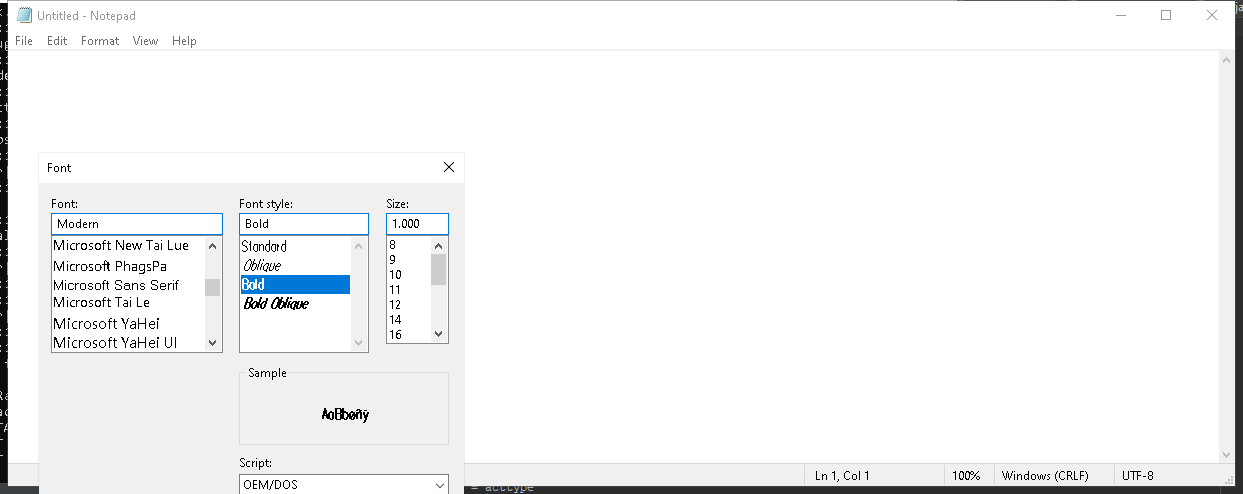 Untitled - Notepad
File Edit Format View Help
Font
Font: Font style: Size:
Modern Bold 1.000
Microsoft New Tai Lue
Microsoft PhagsPa
Microsoft Sans Serif
Microsoft Tai Le
Microsoft YaHei
Microsoft YaHei UI
Standard
Oblique
Bold
Bold Oblique
8
9
10
11
12
14
16
Sample
AaBbøñý
Script:
OEM/DOS
Ln 1, Col 1 100% Windows (CRLF) UTF-8
= acctype